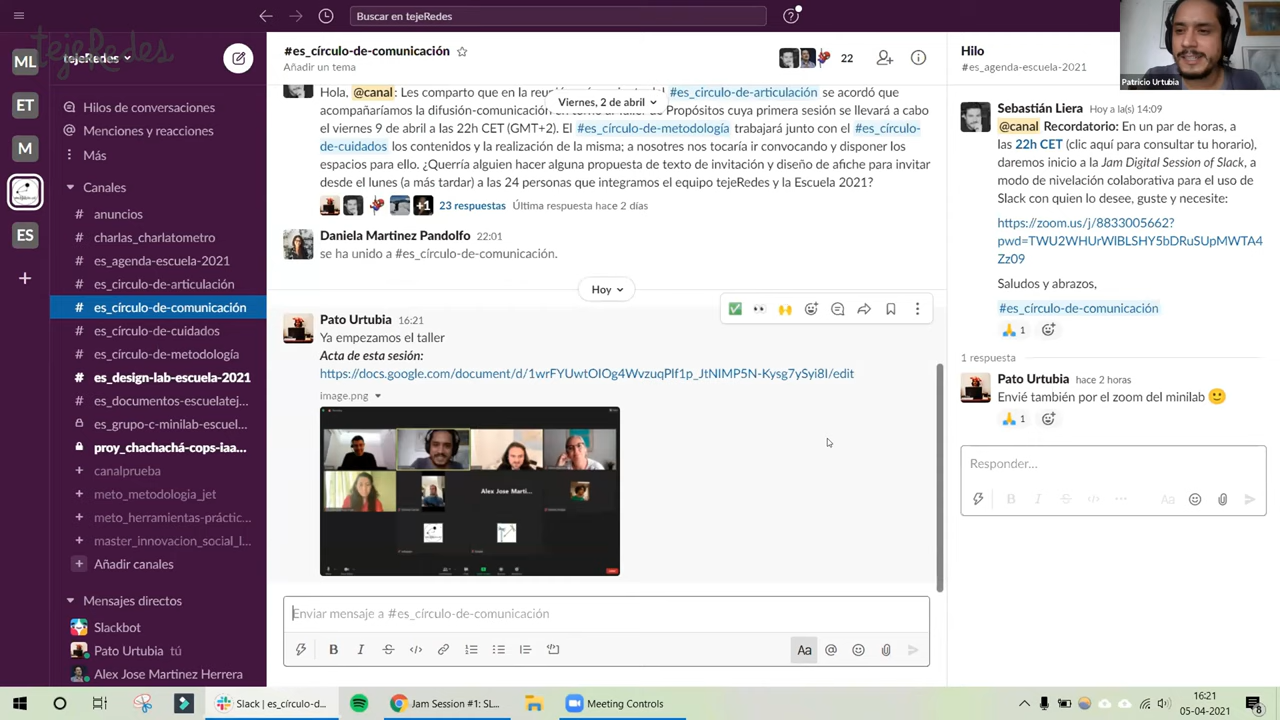 Buscar en tejeRedes
tejeRedes
tejeRedes
ML
ET
M
ES
Hilos de conversaciones
Menciones y reacciones
Más
Canales
# anuncios
# charlas_charlatometro
# es_agenda-escuela-2021
# es_círculo-de-articulación
# es_círculo-de-comunicación
# es_círculo-de-cuidados
# es_círculo-de-metodología
# es_design-lab-escuela-2021
# es_documentos-escuelatej...
es_grupo-c-minilab-escuel...
proy_chachachá-cops-iaa...
canalprueba
meto_metodologia_jet
meto_herramientas-práctic...
master_innovacion_social_l...
Añadir canales
Mensajes directos
Slackbot
Pato Urtubia tú
Alex Jose Martinez Herrera
#es_círculo-de-comunicación
Añadir un tema
22
Viernes, 2 de abril
Hola, @canal: Les comparto que en la
#es_círculo-de-articulación se acordó que
acompañaríamos la difusión-comunicación
Propósitos cuya primera sesión se llevará a cabo
el viernes 9 de abril a las 22h CET (GMT+2). El #es_círculo-de-metodología trabajará junto con el #es_círculo-
de-cuidados los contenidos y la realización de la misma; a nosotres nos tocaría ir convocando y disponer los
espacios para ello. ¿Querría alguien hacer alguna propuesta de texto de invitación y diseño de afiche para invitar
desde el lunes (a más tardar) a las 24 personas que integramos el equipo tejeRedes y la Escuela 2021?
+1 23 respuestas Última respuesta hace 2 días
Daniela Martinez Pandolfo 22:01
se ha unido a #es_círculo-de-comunicación.
Hoy
Pato Urtubia 16:21
Ya empezamos el taller
Acta de esta sesión:
https://docs.google.com/document/d/1wrFYUwtOIOg4WvzuqPIf1p_JtNIMP5N-Kysg7ySyi8I/edit
image.png
Alex Jose Marti...
Enviar mensaje a #es_círculo-de-comunicación
B I S </>
Aa @
Hilo
#es_agenda-escuela-2021
Patricio Urtubia
Sebastián Liera Hoy a la(s) 14:09
@canal Recordatorio: En un par de horas, a
las 22h CET (clic aquí para consultar tu horario),
daremos inicio a la Jam Digital Session of Slack, a
modo de nivelación colaborativa para el uso de
Slack con quien lo desee, guste y necesite:
https://zoom.us/j/8833005662?
pwd=TWU2WHUrWlBLSHY5bDRuSUpMWTA4
Zz09
Saludos y abrazos,
#es_círculo-de-comunicación
1
1 respuesta
Pato Urtubia hace 2 horas
Envié también por el zoom del minilab
1
Responder...
B I S </> ... Aa
Slack | es_círculo-d...
Jam Session #1: SL...
Meeting Controls
16:21
05-04-2021
8